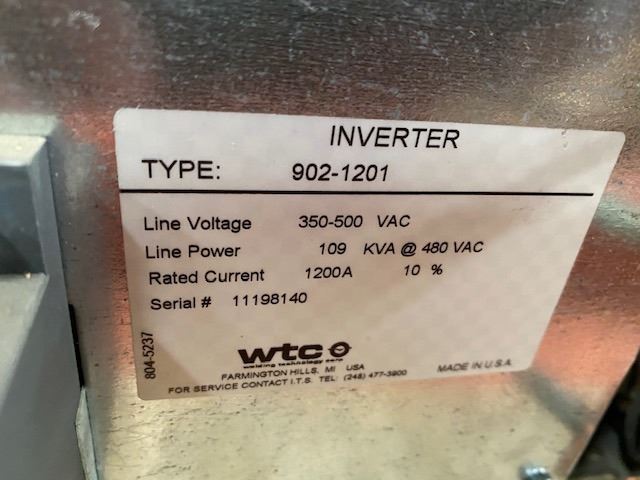 INVERTER
TYPE: 902-1201
Line Voltage 350-500 VAC
Line Power 109 KVA @ 480 VAC
Rated Current 1200A 10 %
Serial # 11198140
804-5237
wtc
welding technology corp
FARMINGTON HILLS, MI USA
MADE IN U.S.A.
FOR SERVICE CONTACT I.T.S. TEL: (248) 477-3900